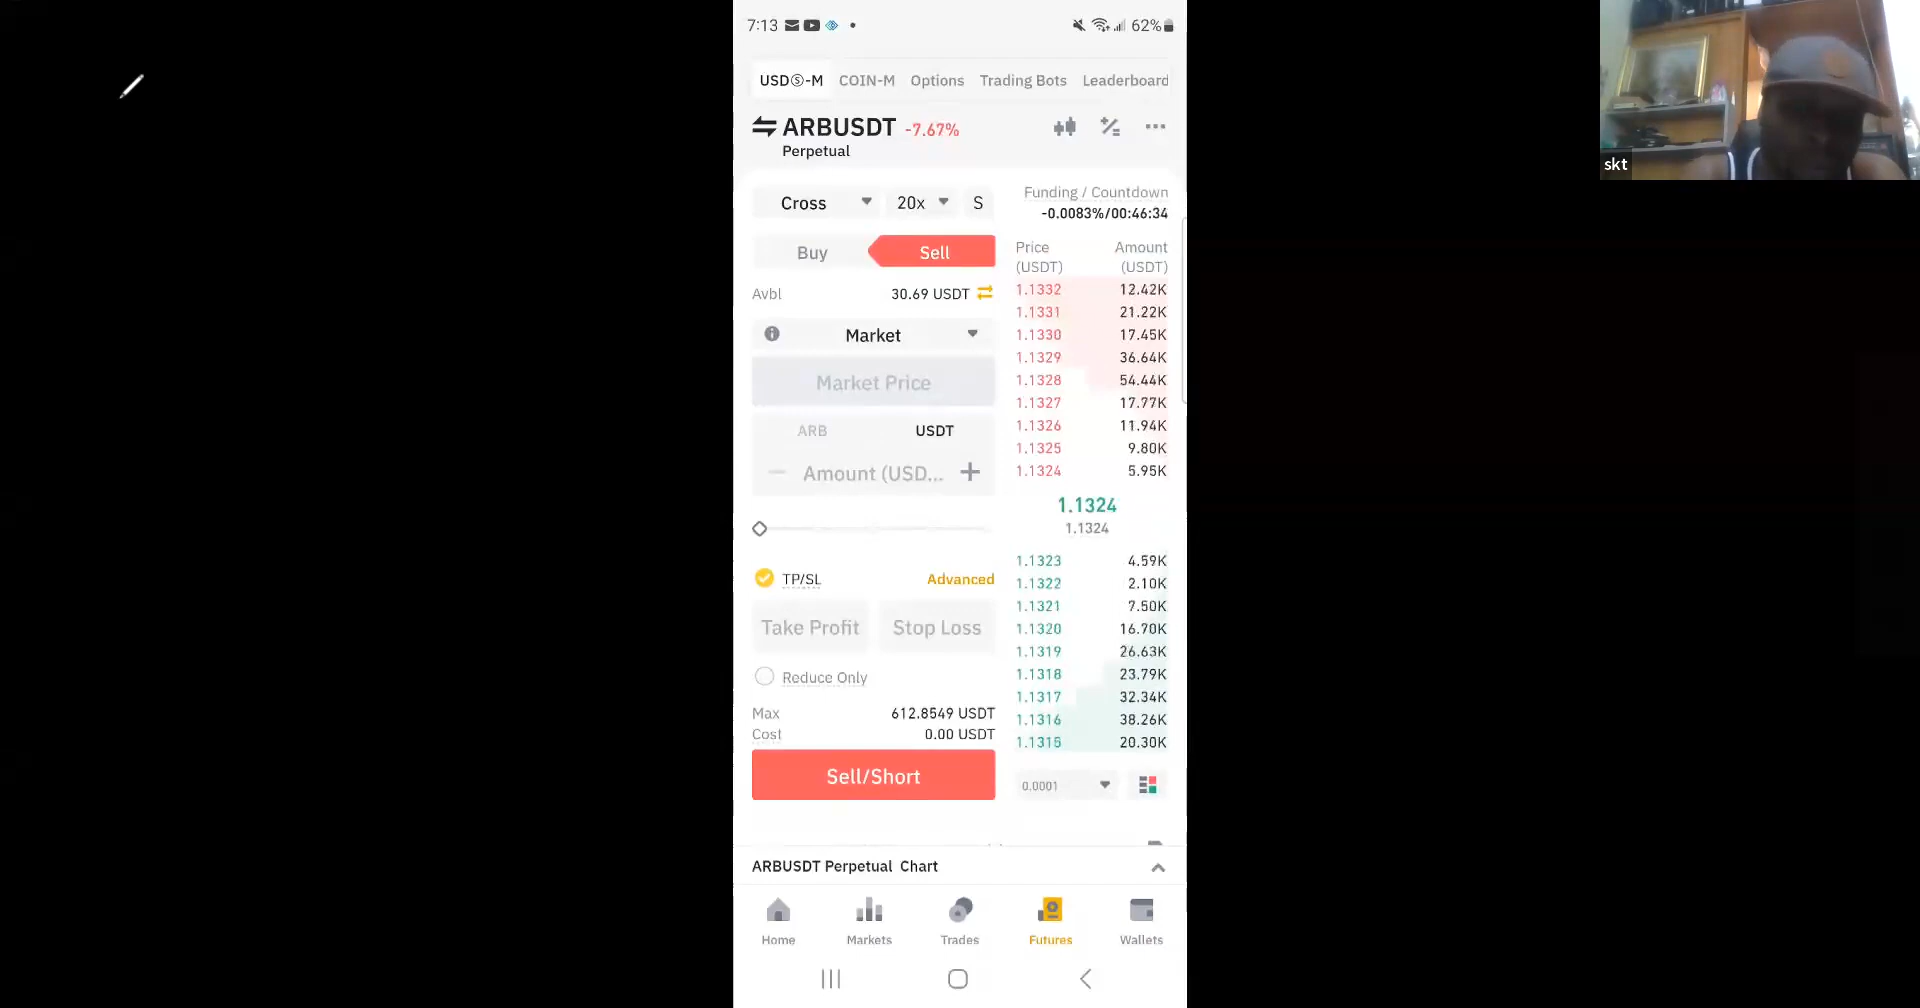 7:13
62%
USDⓢ-M COIN-M Options Trading Bots Leaderboard
ARBUSDT -7.67%
Perpetual
skt
Cross 20x S
Funding / Countdown
-0.0083%/00:46:34
Buy Sell
Price Amount
(USDT) (USDT)
Avbl 30.69 USDT
Market
Market Price
ARB USDT
Amount (USD...
TP/SL Advanced
Take Profit Stop Loss
Reduce Only
Max 612.8549 USDT
Cost 0.00 USDT
Sell/Short
1.1332 12.42K
1.1331 21.22K
1.1330 17.45K
1.1329 36.64K
1.1328 54.44K
1.1327 17.77K
1.1326 11.94K
1.1325 9.80K
1.1324 5.95K
1.1324
1.1324
1.1323 4.59K
1.1322 2.10K
1.1321 7.50K
1.1320 16.70K
1.1319 26.63K
1.1318 23.79K
1.1317 32.34K
1.1316 38.26K
1.1315 20.30K
0.0001
ARBUSDT Perpetual Chart
Home Markets Trades Futures Wallets